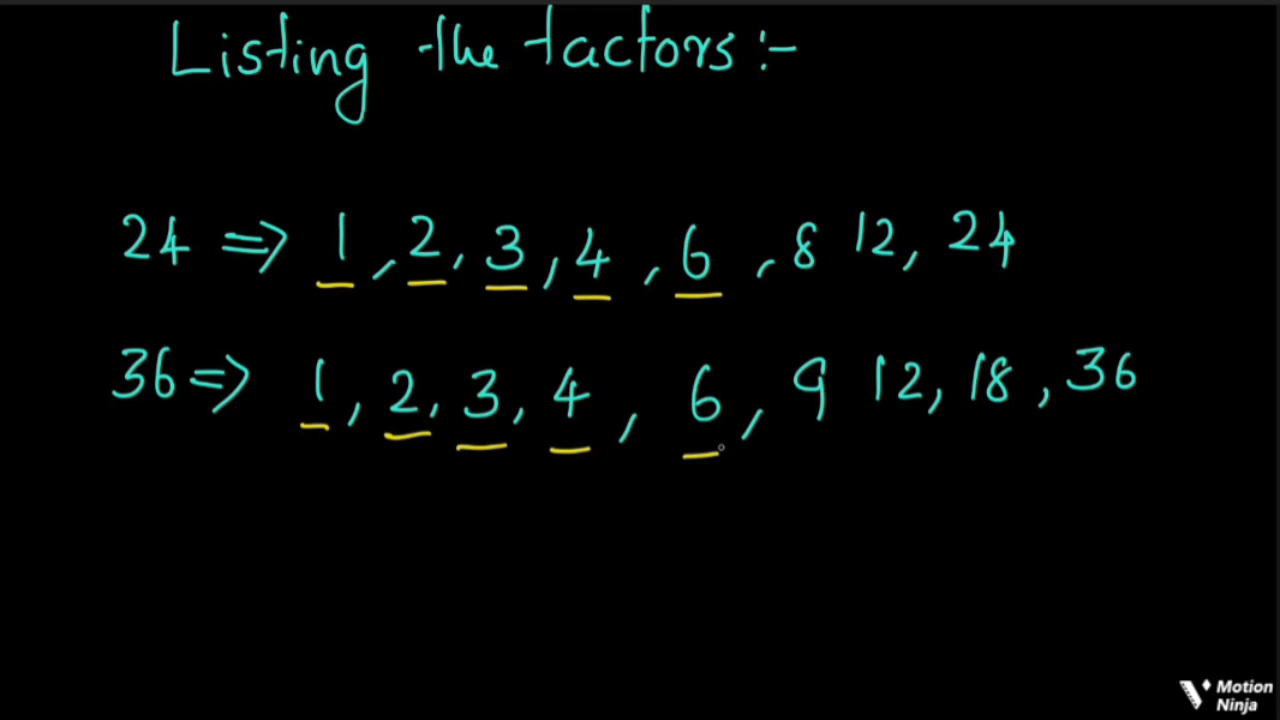 Listing the factors :-
24 => 1, 2, 3, 4, 6, 8 12, 24
36 => 1, 2, 3, 4, 6, 9 12, 18, 36
Motion
Ninja